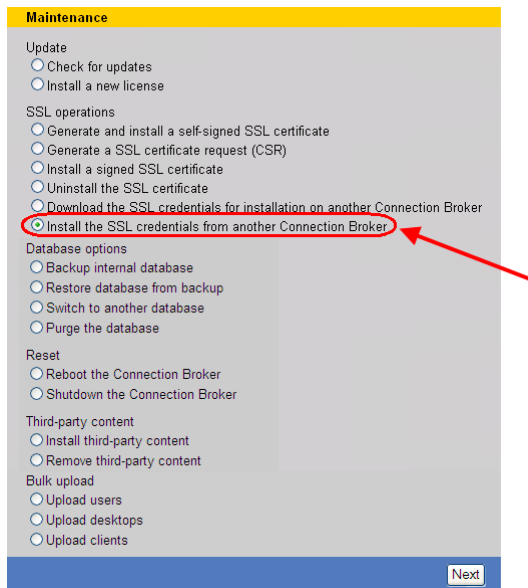 Maintenance
Update
Check for updates
Install a new license
SSL operations
Generate and install a self-signed SSL certificate
Generate a SSL certificate request (CSR)
Install a signed SSL certificate
Uninstall the SSL certificate
Download the SSL credentials for installation on another Connection Broker
Install the SSL credentials from another Connection Broker
Database options
Backup internal database
Restore database from backup
Switch to another database
Purge the database
Reset
Reboot the Connection Broker
Shutdown the Connection Broker
Third-party content
Install third-party content
Remove third-party content
Bulk upload
Upload users
Upload desktops
Upload clients
Next